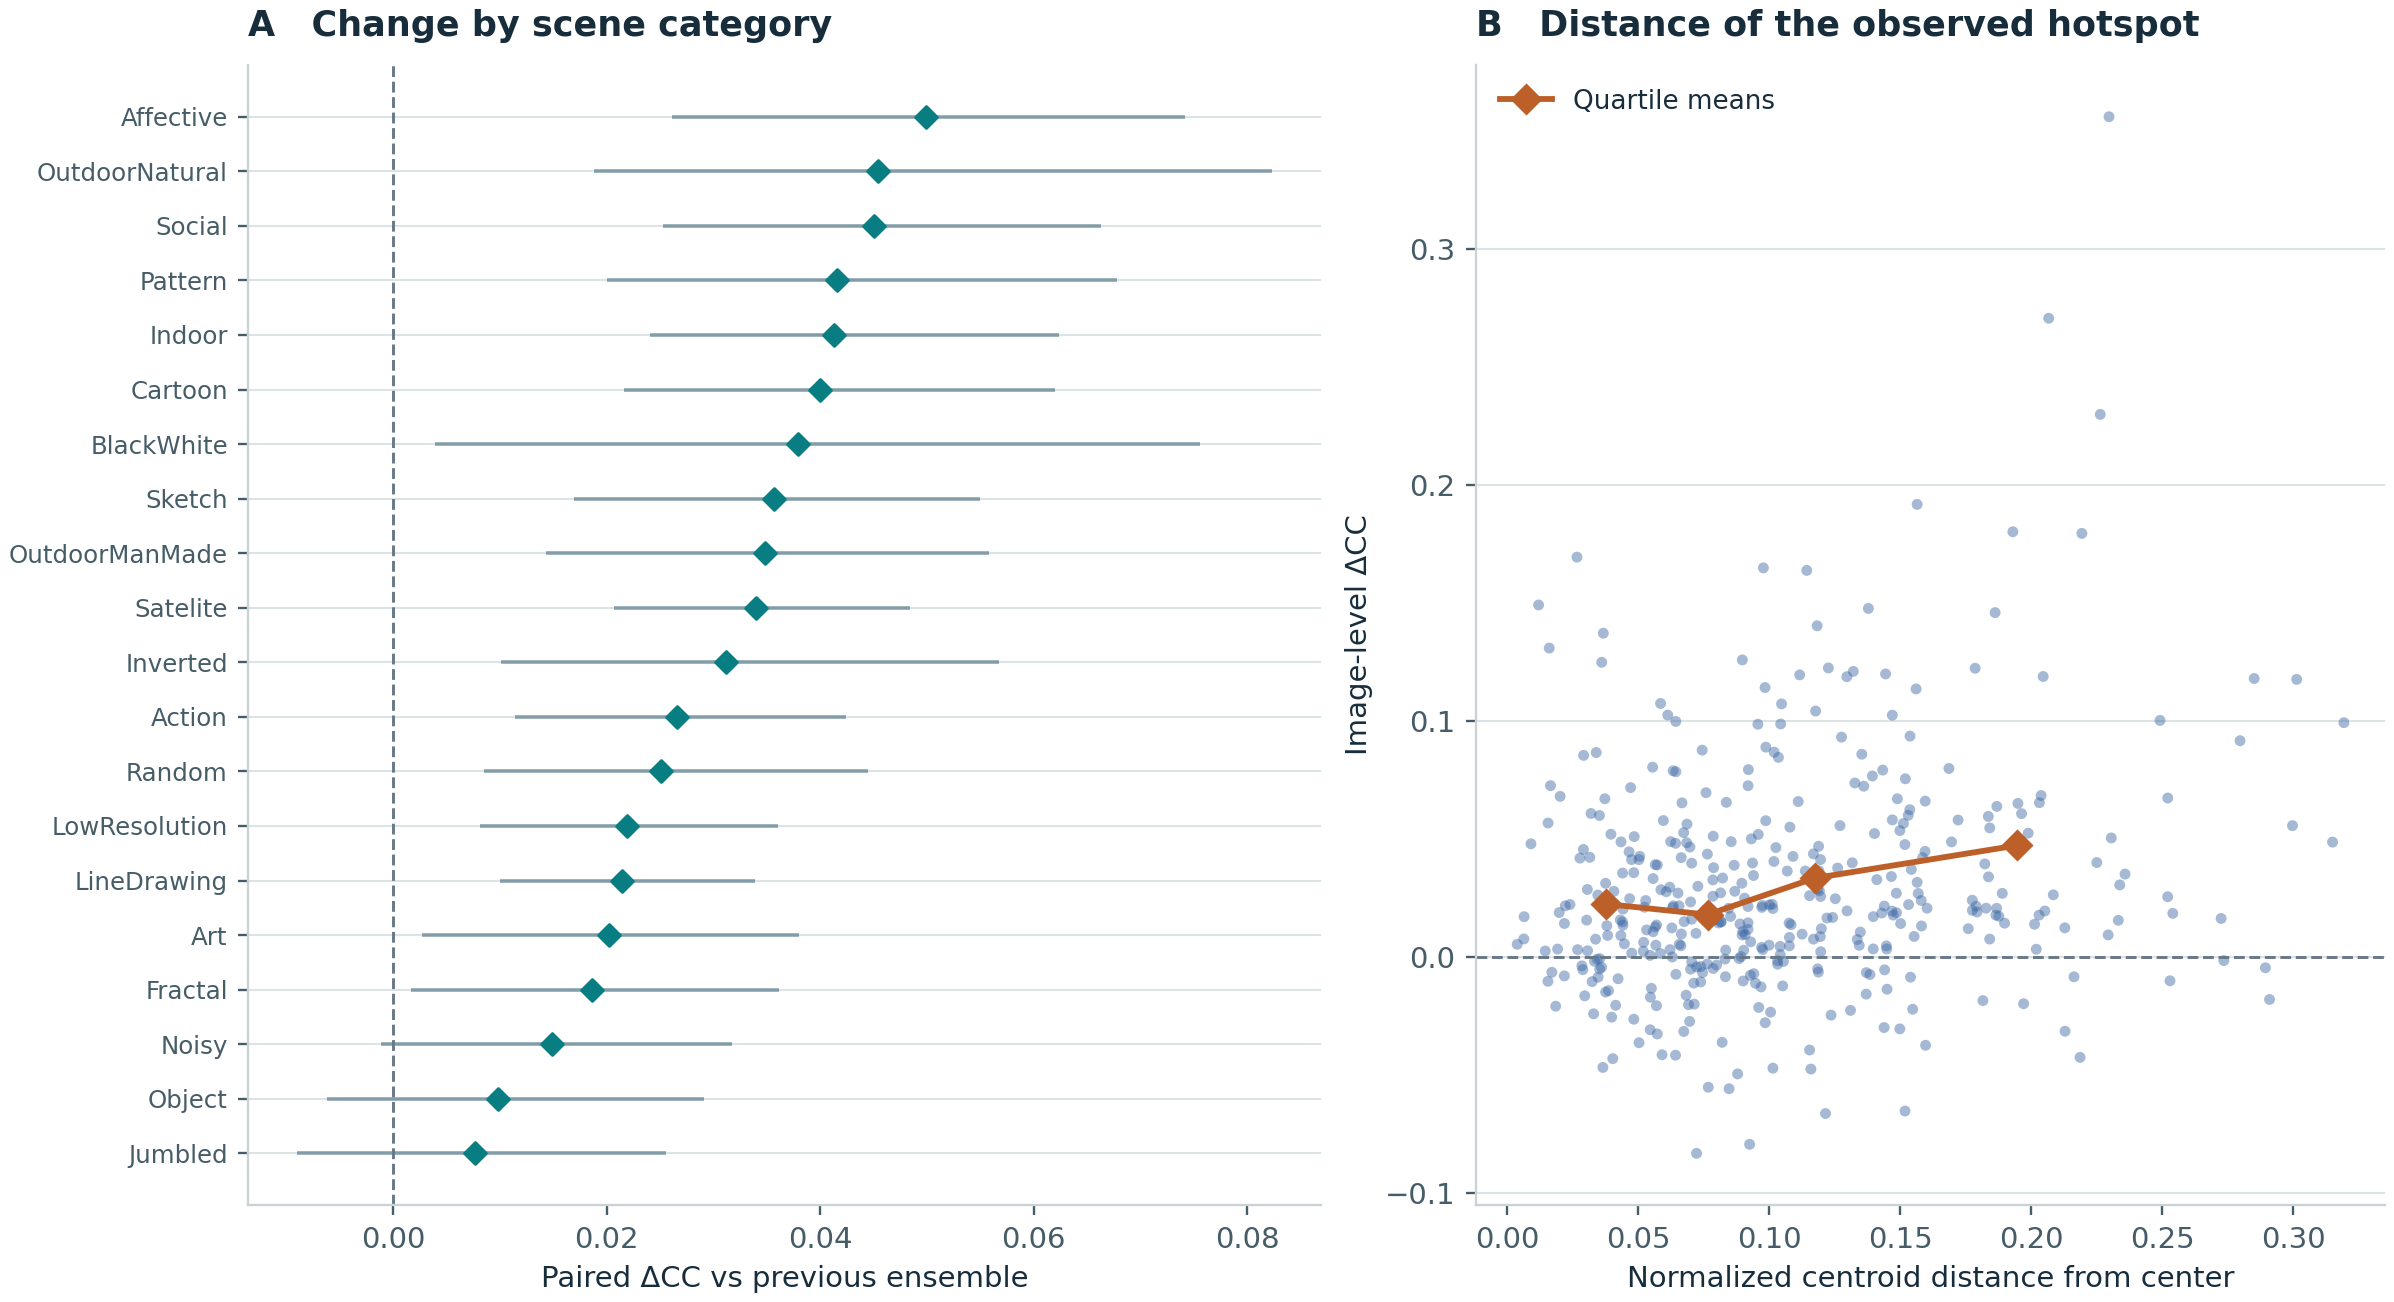 A Change by scene category
Affective
OutdoorNatural
Social
Pattern
Indoor
Cartoon
BlackWhite
Sketch
OutdoorManMade
Satelite
Inverted
Action
Random
LowResolution
LineDrawing
Art
Fractal
Noisy
Object
Jumbled
0.00 0.02 0.04 0.06 0.08
Paired ΔCC vs previous ensemble
B Distance of the observed hotspot
Quartile means
Image-level ΔCC
0.3
0.2
0.1
0.0
−0.1
0.00 0.05 0.10 0.15 0.20 0.25 0.30
Normalized centroid distance from center